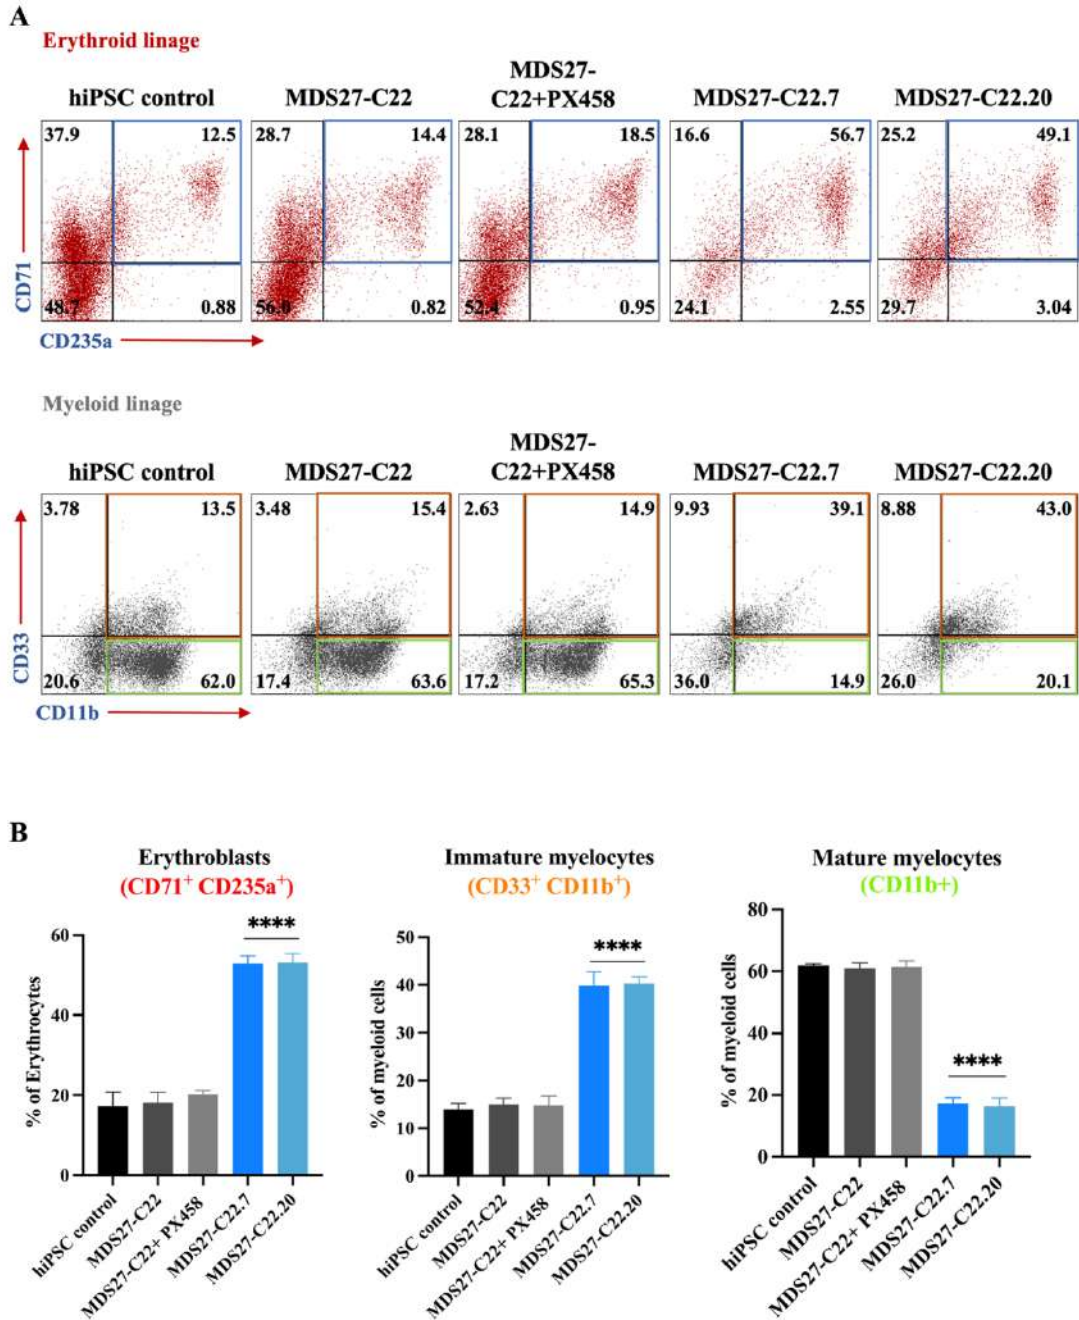 A
Erythroid linage
hiPSC control
MDS27-C22
MDS27-
C22+PX458
MDS27-C22.7
MDS27-C22.20
37.9 12.5
48.7 0.88
28.7 14.4
56.0 0.82
28.1 18.5
52.4 0.95
16.6 56.7
24.1 2.55
25.2 49.1
29.7 3.04
CD71
CD235a
Myeloid linage
hiPSC control
MDS27-C22
MDS27-
C22+PX458
MDS27-C22.7
MDS27-C22.20
3.78 13.5
20.6 62.0
3.48 15.4
17.4 63.6
2.63 14.9
17.2 65.3
9.93 39.1
36.0 14.9
8.88 43.0
26.0 20.1
CD33
CD11b
B
Erythroblasts
(CD71+ CD235a+)
% of Erythrocytes
60
40
20
0
****
hiPSC control
MDS27-C22
MDS27-C22+ PX458
MDS27-C22.7
MDS27-C22.20
Immature myelocytes
(CD33+ CD11b+)
% of myeloid cells
50
40
30
20
10
0
****
hiPSC control
MDS27-C22
MDS27-C22+ PX458
MDS27-C22.7
MDS27-C22.20
Mature myelocytes
(CD11b+)
% of myeloid cells
80
60
40
20
0
****
hiPSC control
MDS27-C22
MDS27-C22+ PX458
MDS27-C22.7
MDS27-C22.20